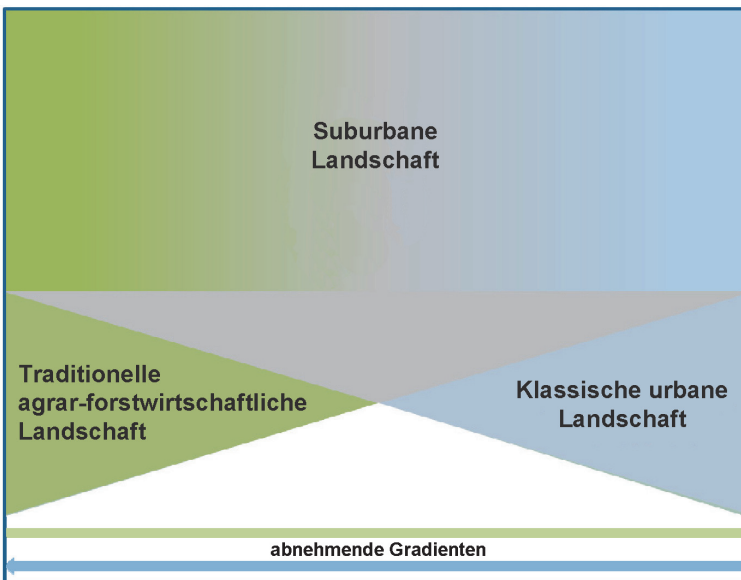 Suburbane
Landschaft
Traditionelle
agrar-forstwirtschaftliche
Landschaft
Klassische urbane
Landschaft
abnehmende Gradienten